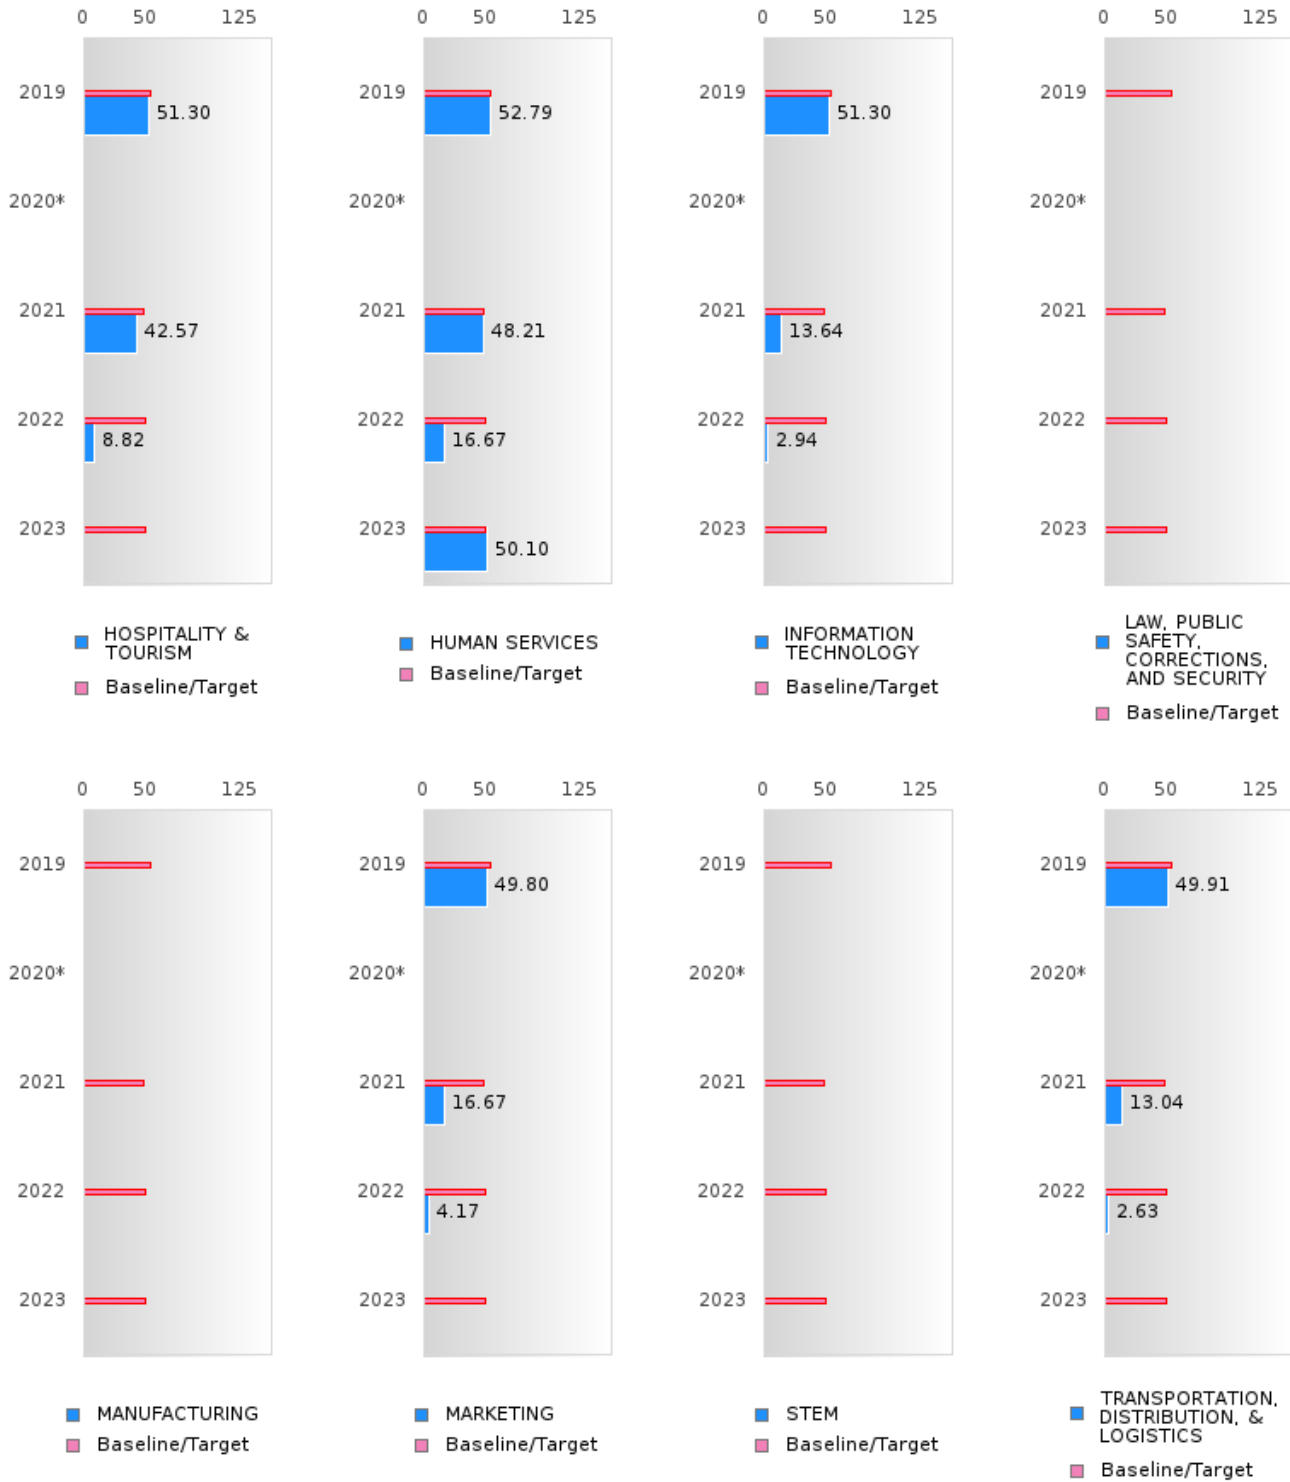 0 50 125 0 50 125 0 50 125 0 50 125
2019 51.30 2019 52.79 2019 51.30 2019
2020* 2020* 2020* 2020*
2021 42.57 2021 48.21 2021 13.64 2021
2022 8.82 2022 16.67 2022 2.94 2022
2023 2023 50.10 2023 2023
HOSPITALITY &
TOURISM
Baseline/Target
HUMAN SERVICES
Baseline/Target
INFORMATION
TECHNOLOGY
Baseline/Target
LAW, PUBLIC
SAFETY,
CORRECTIONS,
AND SECURITY
Baseline/Target
0 50 125 0 50 125 0 50 125 0 50 125
2019 2019 49.80 2019 2019 49.91
2020* 2020* 2020* 2020*
2021 2021 16.67 2021 2021 13.04
2022 2022 4.17 2022 2022 2.63
2023 2023 2023 2023
MANUFACTURING
Baseline/Target
MARKETING
Baseline/Target
STEM
Baseline/Target
TRANSPORTATION,
DISTRIBUTION, &
LOGISTICS
Baseline/Target